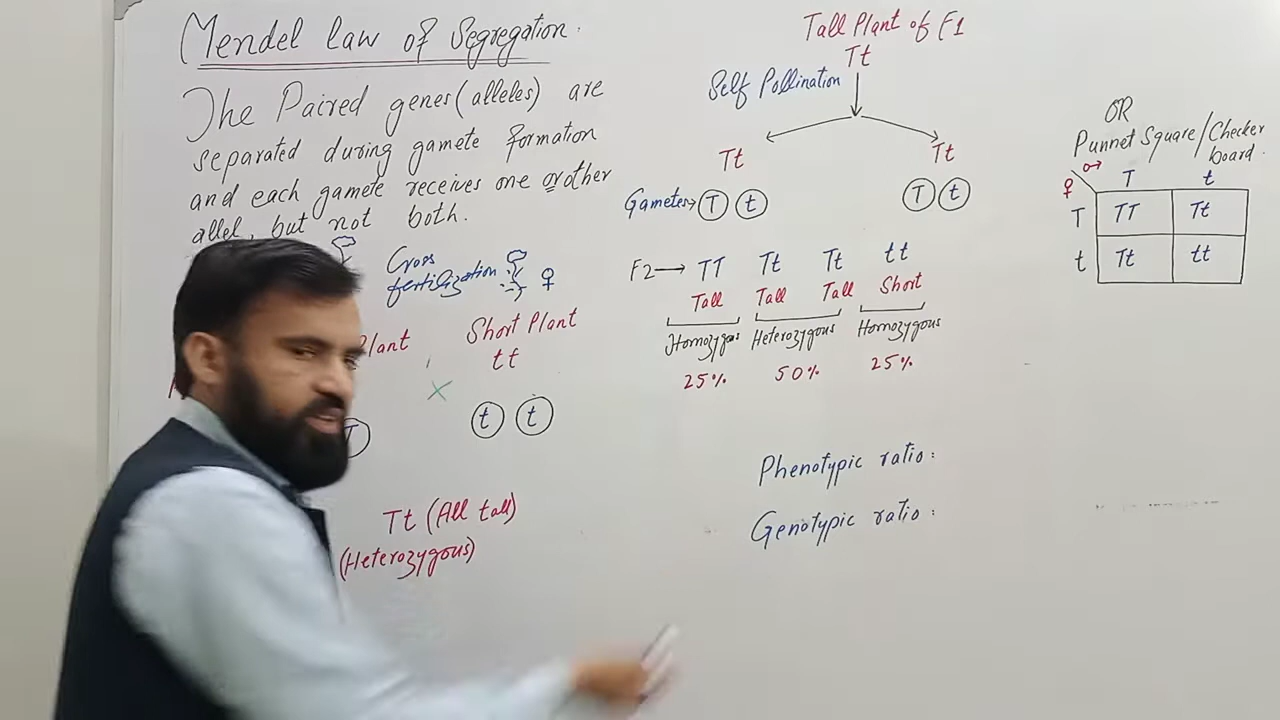 Mendel law of Segregation.
The Paired genes (alleles) are
separated during gamete formation
and each gamete receives one or other
allel, but not both.
Cross
fertilization ♀
Plant
Short Plant
tt
×
T
t t
Tt (All tall)
(Heterozygous)
Tall Plant of F1
Tt
Self Pollination
Tt Tt
Gametes→ T t T t
F2→ TT Tt Tt tt
Tall Tall Tall Short
Homozygous Heterozygous Homozygous
25% 50% 25%
Phenotypic ratio:
Genotypic ratio:
OR
Punnet Square/Checker
board.
♀ ♂ T t
T TT Tt
t Tt tt